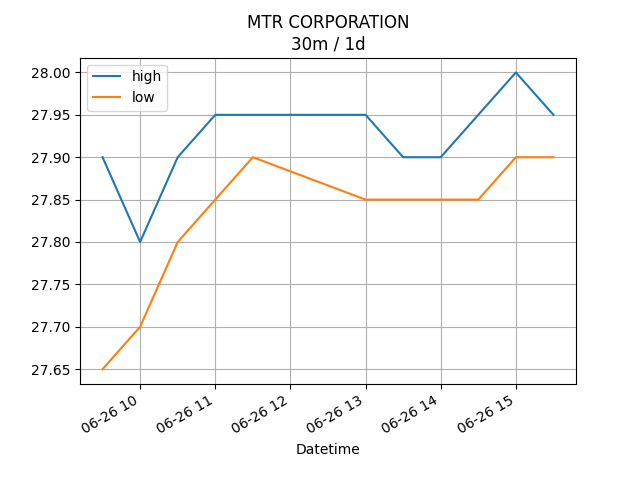 MTR CORPORATION
30m / 1d
high
low
28.00
27.95
27.90
27.85
27.80
27.75
27.70
27.65
06-26 10
06-26 11
06-26 12
06-26 13
06-26 14
06-26 15
Datetime